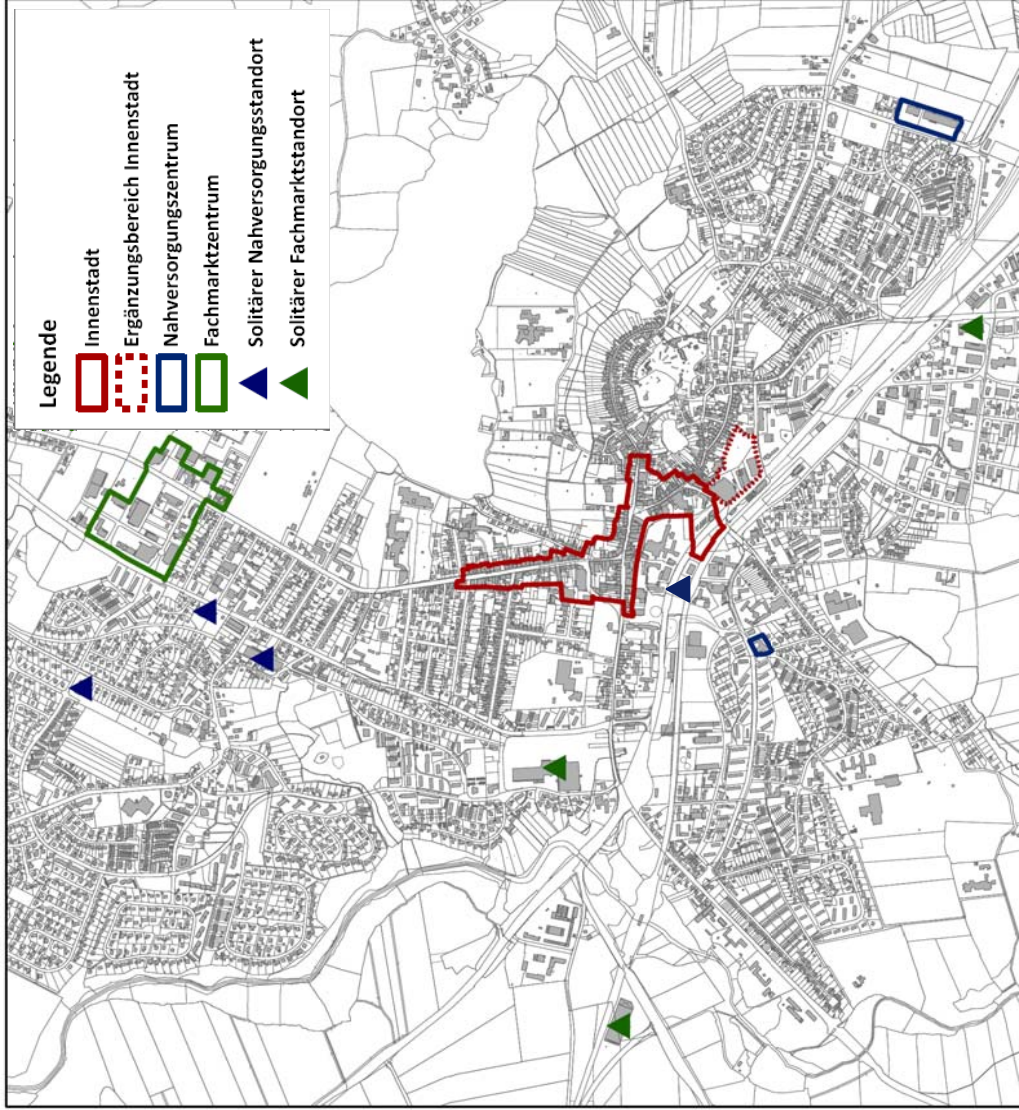 Legende
Innenstadt
Ergänzungsbereich Innenstadt
Nahversorgungszentrum
Fachmarktzentrum
Solitärer Nahversorgungsstandort
Solitärer Fachmarktstandort